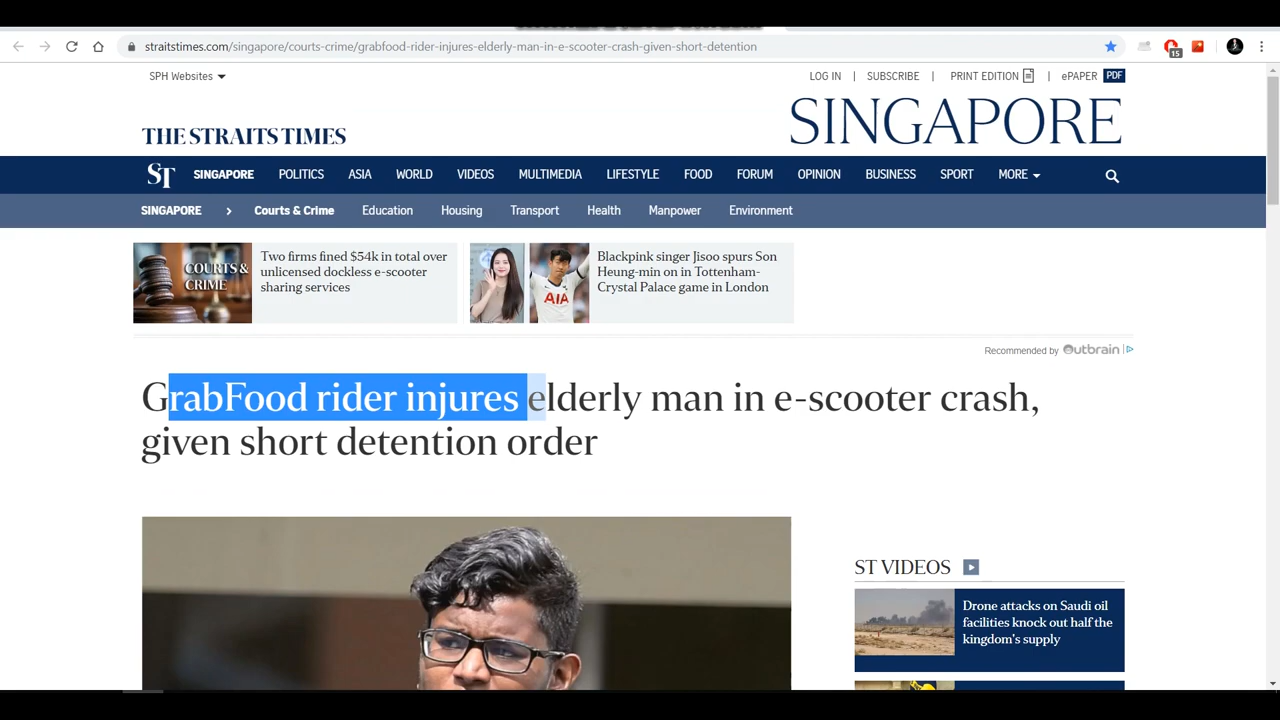 straitstimes.com/singapore/courts-crime/grabfood-rider-injures-elderly-man-in-e-scooter-crash-given-short-detention
15
SPH Websites
LOG IN | SUBSCRIBE | PRINT EDITION | ePAPER PDF
THE STRAITS TIMES
SINGAPORE
ST SINGAPORE POLITICS ASIA WORLD VIDEOS MULTIMEDIA LIFESTYLE FOOD FORUM OPINION BUSINESS SPORT MORE
SINGAPORE > Courts & Crime Education Housing Transport Health Manpower Environment
COURTS &
CRIME
Two firms fined $54k in total over
unlicensed dockless e-scooter
sharing services
AIA
Blackpink singer Jisoo spurs Son
Heung-min on in Tottenham-
Crystal Palace game in London
Recommended by Outbrain
GrabFood rider injures elderly man in e-scooter crash,
given short detention order
ST VIDEOS
Drone attacks on Saudi oil
facilities knock out half the
kingdom's supply